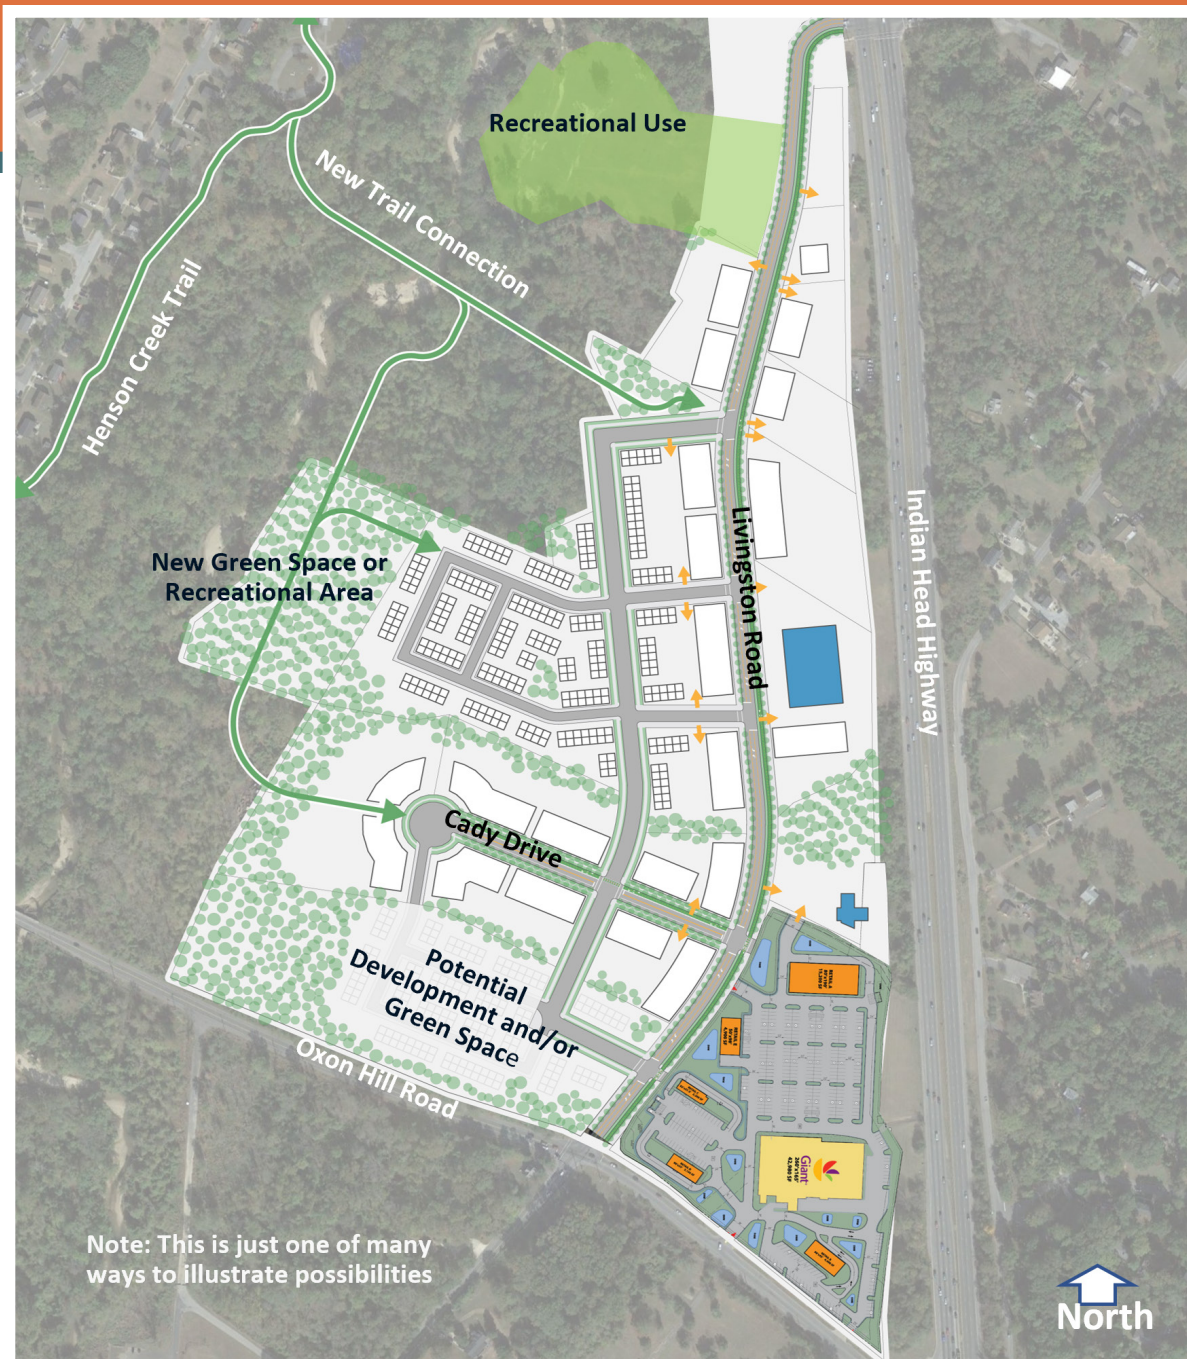 Recreational Use
New Trail Connection
Henson Creek Trail
New Green Space or
Recreational Area
Livingston Road
Indian Head Highway
Cady Drive
Potential
Development and/or
Green Space
Oxon Hill Road
Giant
Note: This is just one of many
ways to illustrate possibilities
North